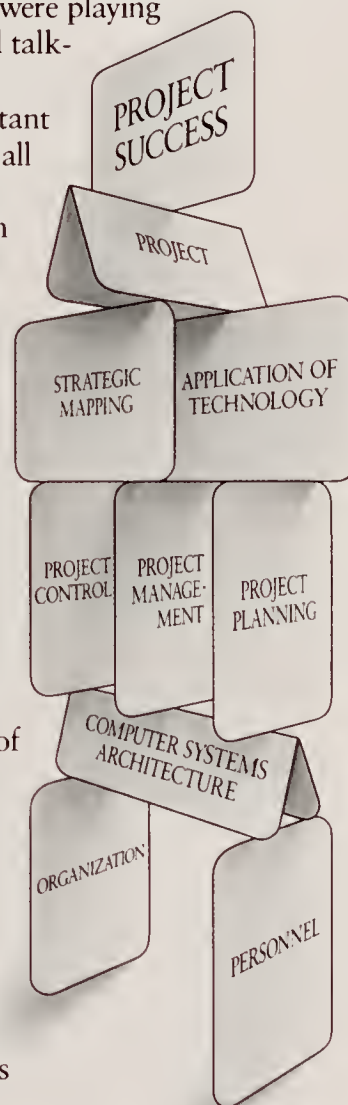 were playing
talk-
tant
all
PROJECT
SUCCESS
PROJECT
STRATEGIC
MAPPING
APPLICATION OF
TECHNOLOGY
PROJECT
CONTROL
PROJECT
MANAGE-
MENT
PROJECT
PLANNING
of
COMPUTER SYSTEMS
ARCHITECTURE
ORGANIZATION
PERSONNEL
s